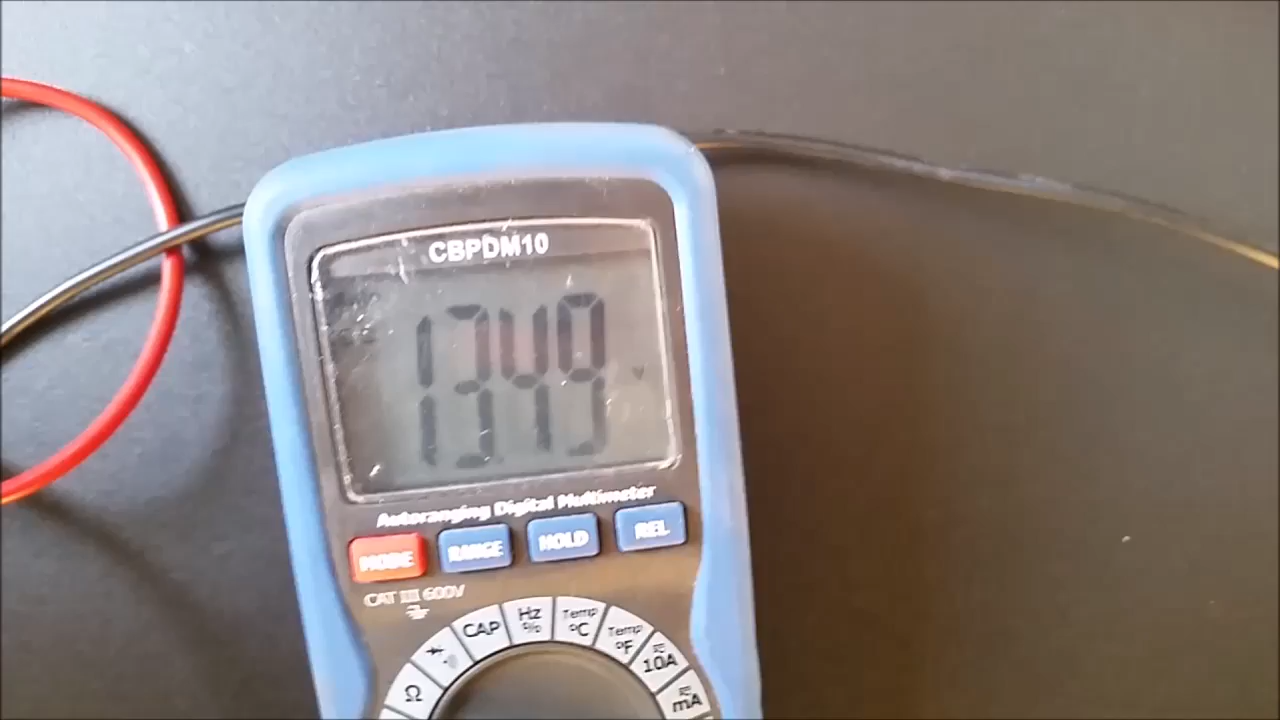 CBPDM10
1349
V
Autoranging Digital Multimeter
MODE RANGE HOLD REL
CAT III 600V
Ω CAP Hz % Temp °C Temp °F 10A mA